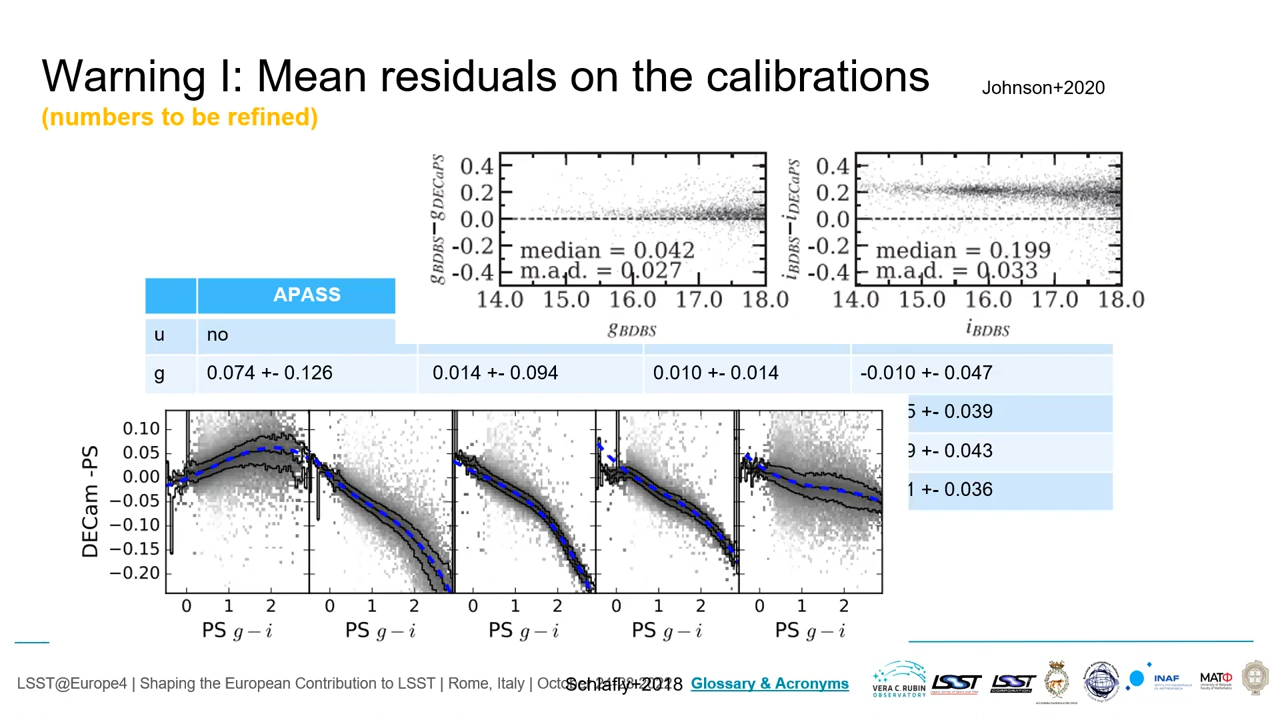 Warning I: Mean residuals on the calibrations
Johnson+2020
(numbers to be refined)
gBDBS−gDECaPS
0.4
0.2
0.0
-0.2
-0.4
median = 0.042
m.a.d. = 0.027
14.0 15.0 16.0 17.0 18.0
gBDBS
iBDBS−iDECaPS
0.4
0.2
0.0
-0.2
-0.4
median = 0.199
m.a.d. = 0.033
14.0 15.0 16.0 17.0 18.0
iBDBS
APASS
u no
g 0.074 +- 0.126 0.014 +- 0.094 0.010 +- 0.014 -0.010 +- 0.047
5 +- 0.039
9 +- 0.043
1 +- 0.036
DECam -PS
0.10
0.05
0.00
−0.05
−0.10
−0.15
−0.20
0 1 2 0 1 2 0 1 2 0 1 2 0 1 2
PS g − i PS g − i PS g − i PS g − i PS g − i
LSST@Europe4 | Shaping the European Contribution to LSST | Rome, Italy |
Schlafly+2018
Glossary & Acronyms
VERA C. RUBIN
OBSERVATORY
LSST
LSST
CORPORATION
INAF
MAT